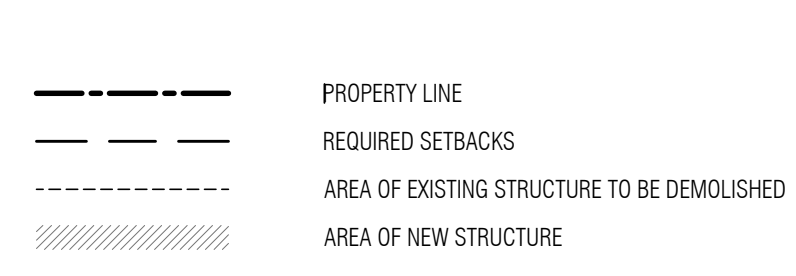 PROPERTY LINE
REQUIRED SETBACKS
AREA OF EXISTING STRUCTURE TO BE DEMOLISHED
AREA OF NEW STRUCTURE